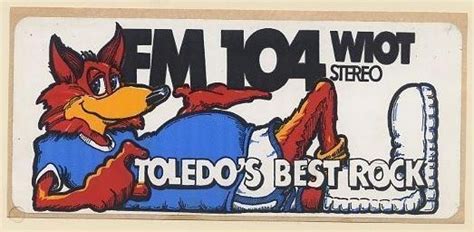 FM 104 WIOT
STEREO
TOLEDO'S BEST ROCK